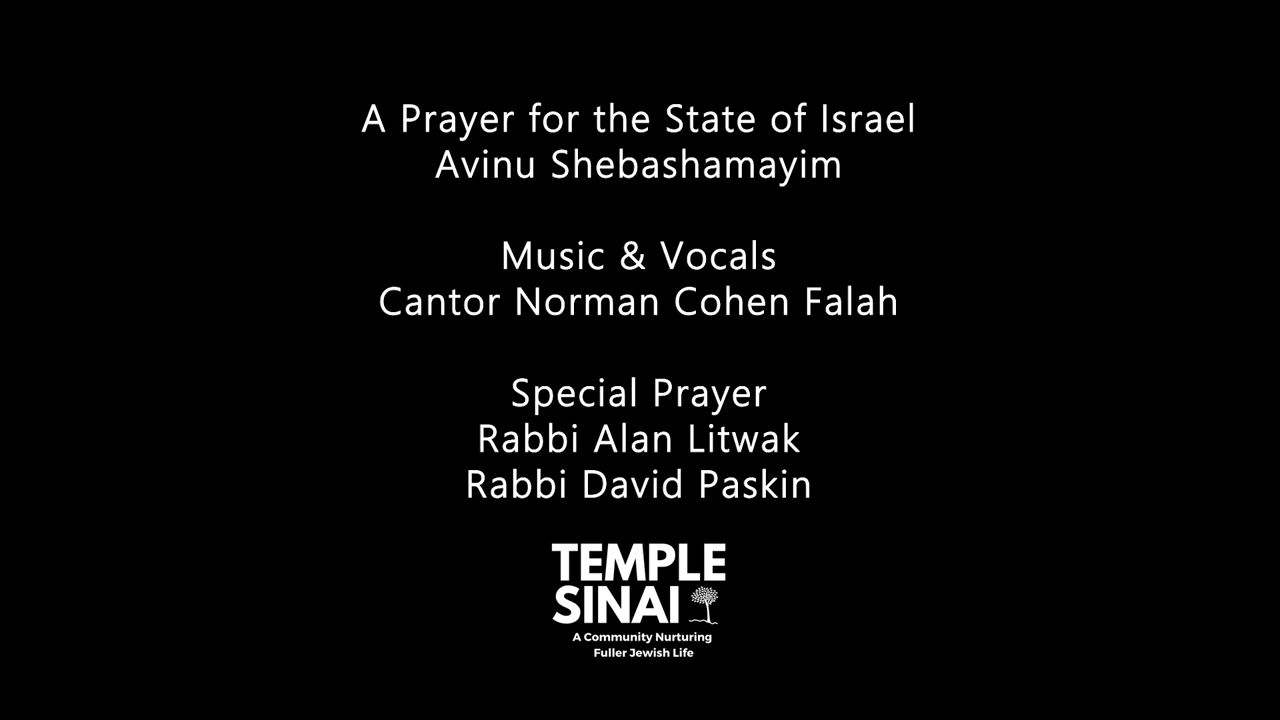 A Prayer for the State of Israel
Avinu Shebashamayim
Music & Vocals
Cantor Norman Cohen Falah
Special Prayer
Rabbi Alan Litwak
Rabbi David Paskin
TEMPLE
SINAI
A Community Nurturing
Fuller Jewish Life